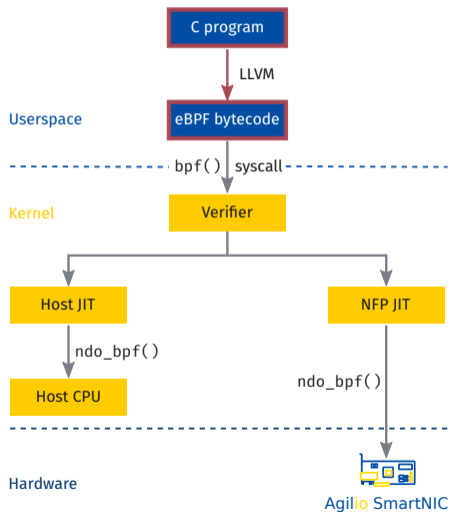 C program
LLVM
Userspace
eBPF bytecode
bpf() syscall
Kernel
Verifier
Host JIT
NFP JIT
ndo_bpf()
ndo_bpf()
Host CPU
Hardware
Agilio SmartNIC